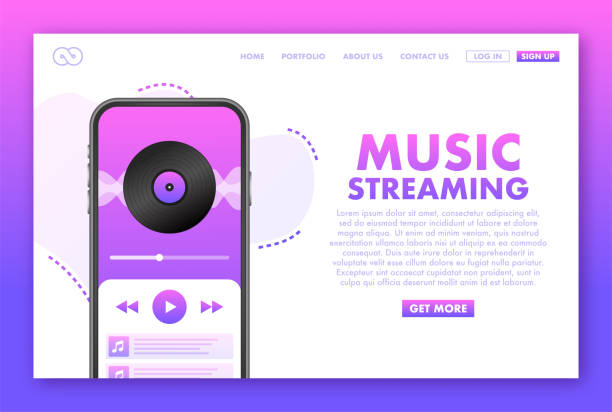 HOME PORTFOLIO ABOUT US CONTACT US LOG IN SIGN UP
MUSIC
STREAMING
Lorem ipsum dolor sit amet, consectetur
adipiscing elit, sed do eiusmod tempor
incididunt ut labore et dolore magna aliqua.
Ut enim ad minim veniam, quis nostrud
exercitation ullamco laboris nisi ut aliquip
ex ea commodo consequat. Duis aute irure
dolor in reprehenderit in voluptate velit esse
cillum dolore eu fugiat nulla pariatur.
Excepteur sint occaecat cupidatat non
proident, sunt in culpa qui officia deserunt
mollit anim id est laborum.
GET MORE